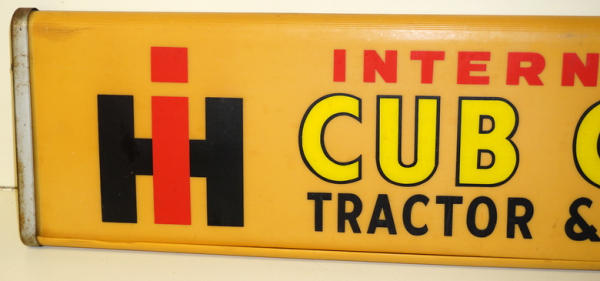 IH
INTERN
CUB C
TRACTOR &